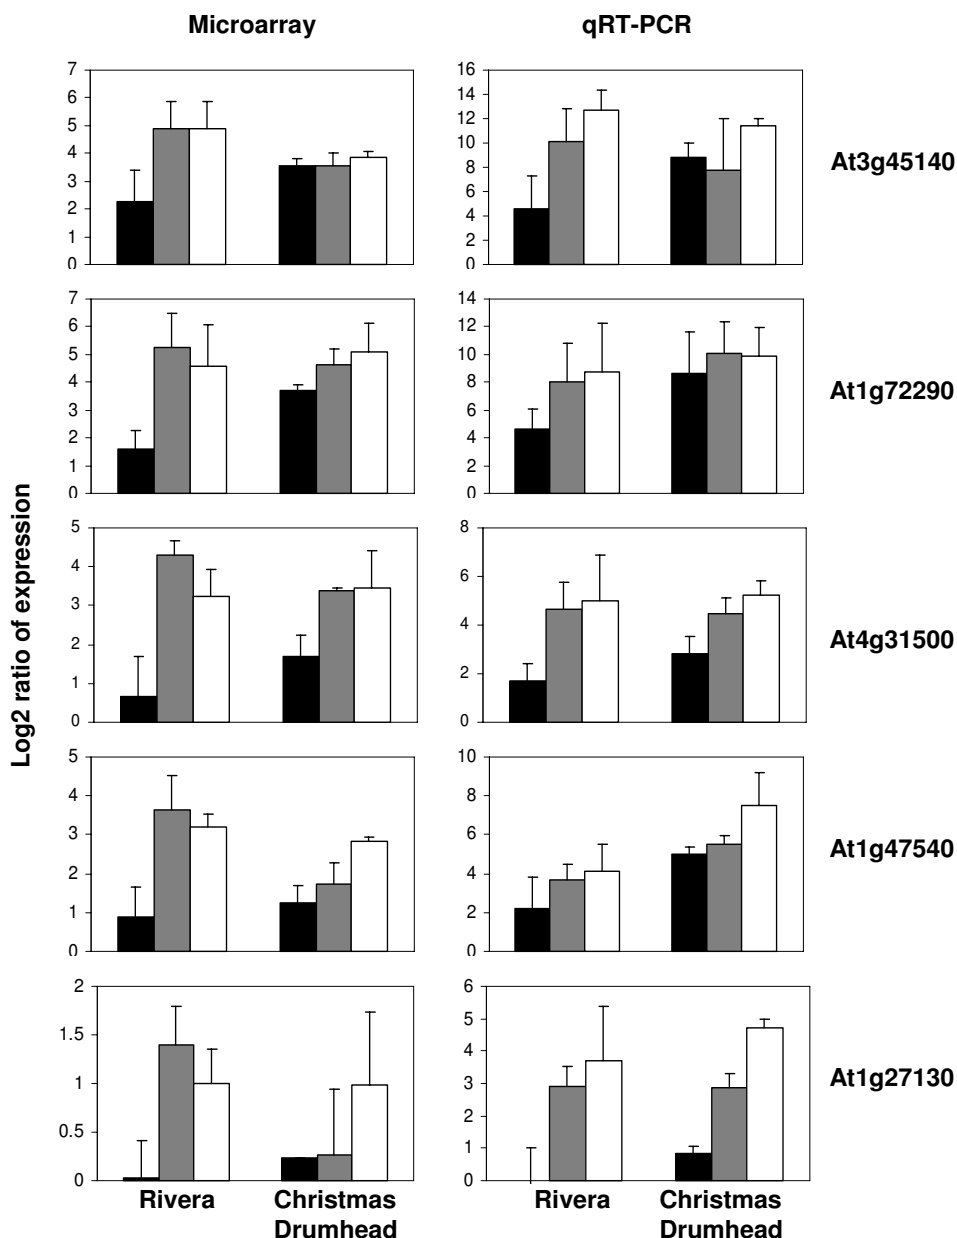 Microarray qRT-PCR
Log2 ratio of expression
7 6 5 4 3 2 1 0
16 14 12 10 8 6 4 2 0
At3g45140
7 6 5 4 3 2 1 0
14 12 10 8 6 4 2 0
At1g72290
5 4 3 2 1 0
8 6 4 2 0
At4g31500
5 4 3 2 1 0
10 8 6 4 2 0
At1g47540
2 1.5 1 0.5 0
6 5 4 3 2 1 0
At1g27130
Rivera Christmas Rivera Christmas
Drumhead Drumhead